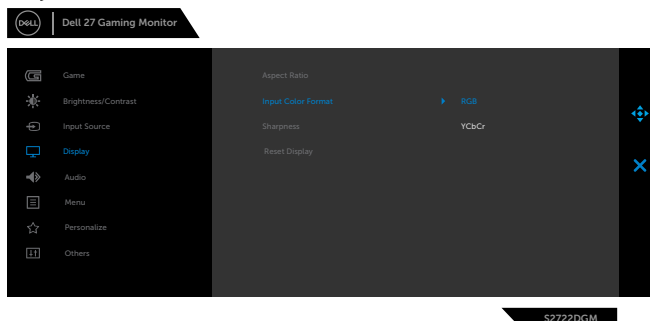 DELL
Dell 27 Gaming Monitor
Game
Aspect Ratio
Brightness/Contrast
Input Color Format
RGB
Input Source
Sharpness
YCbCr
Display
Reset Display
Audio
Menu
Personalize
Others
S2722DGM